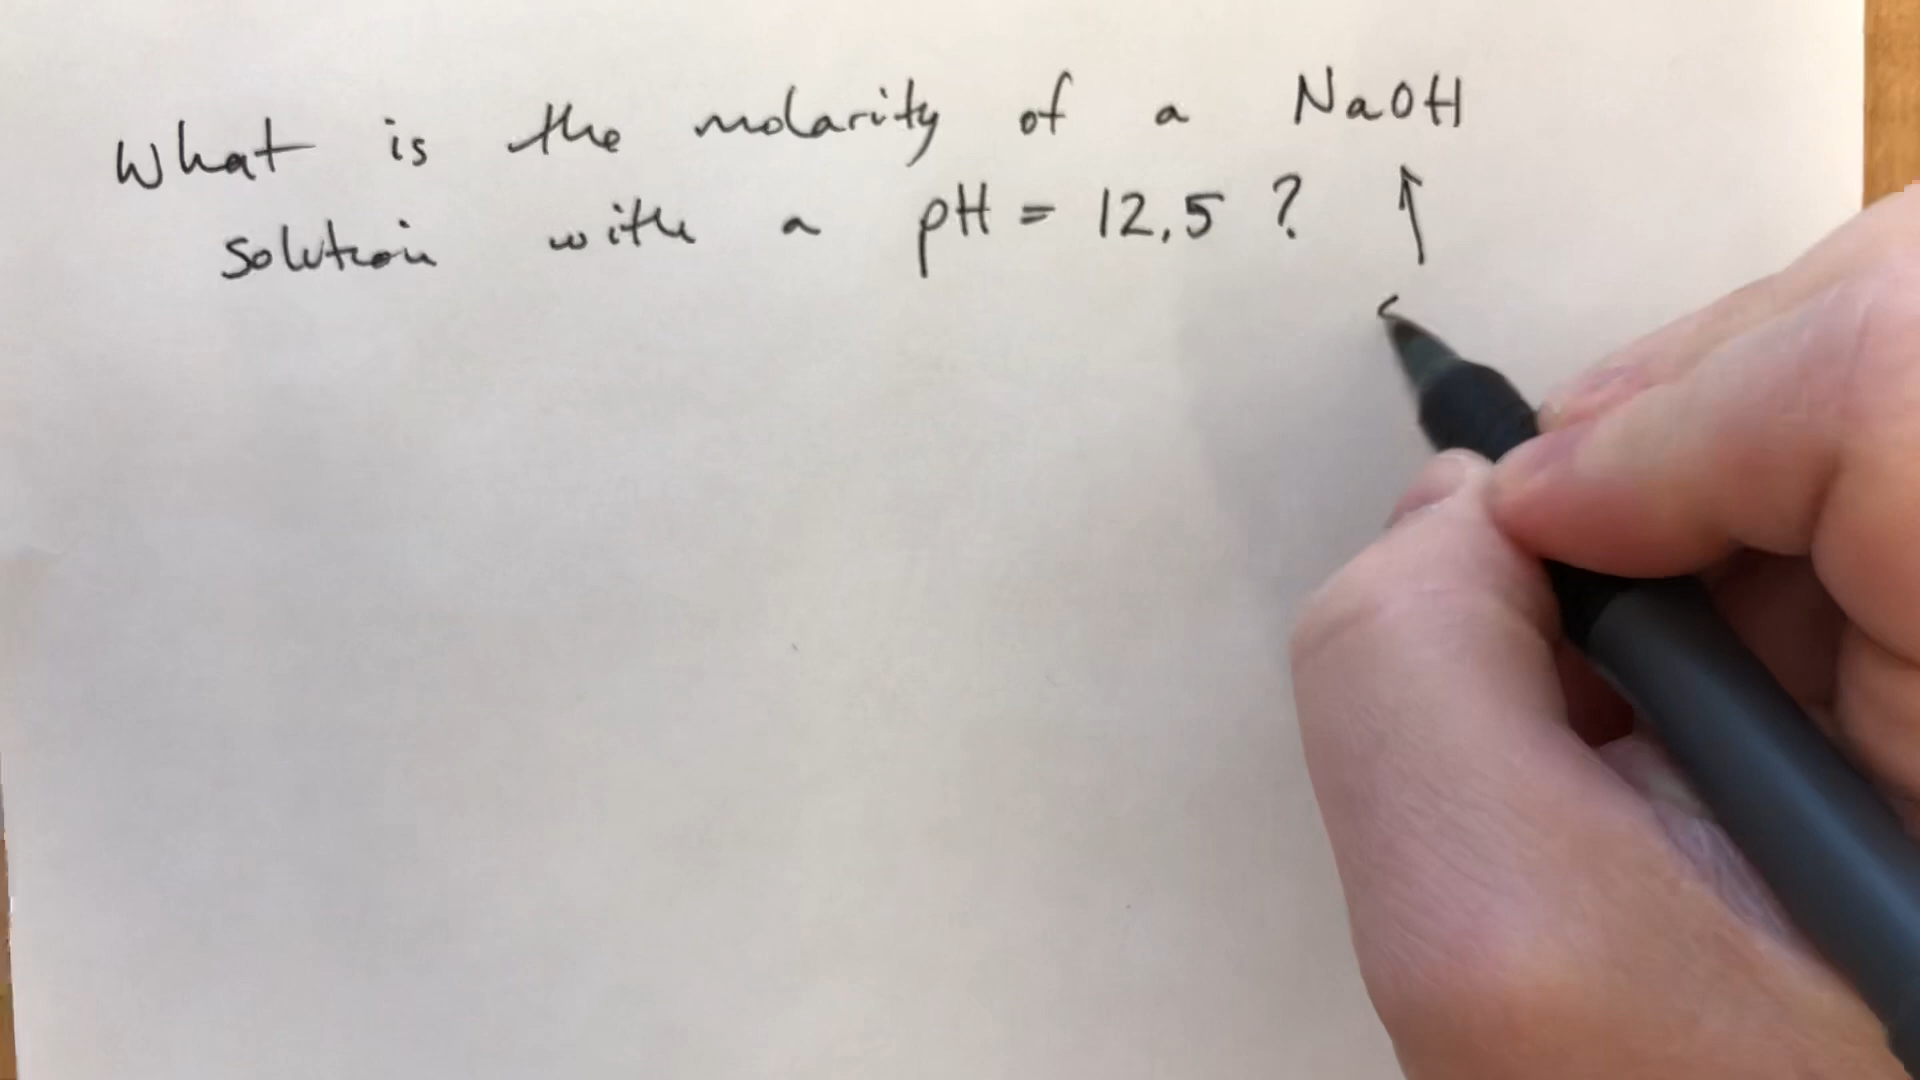 What is the molarity of a NaOH
solution with a pH = 12.5 ?